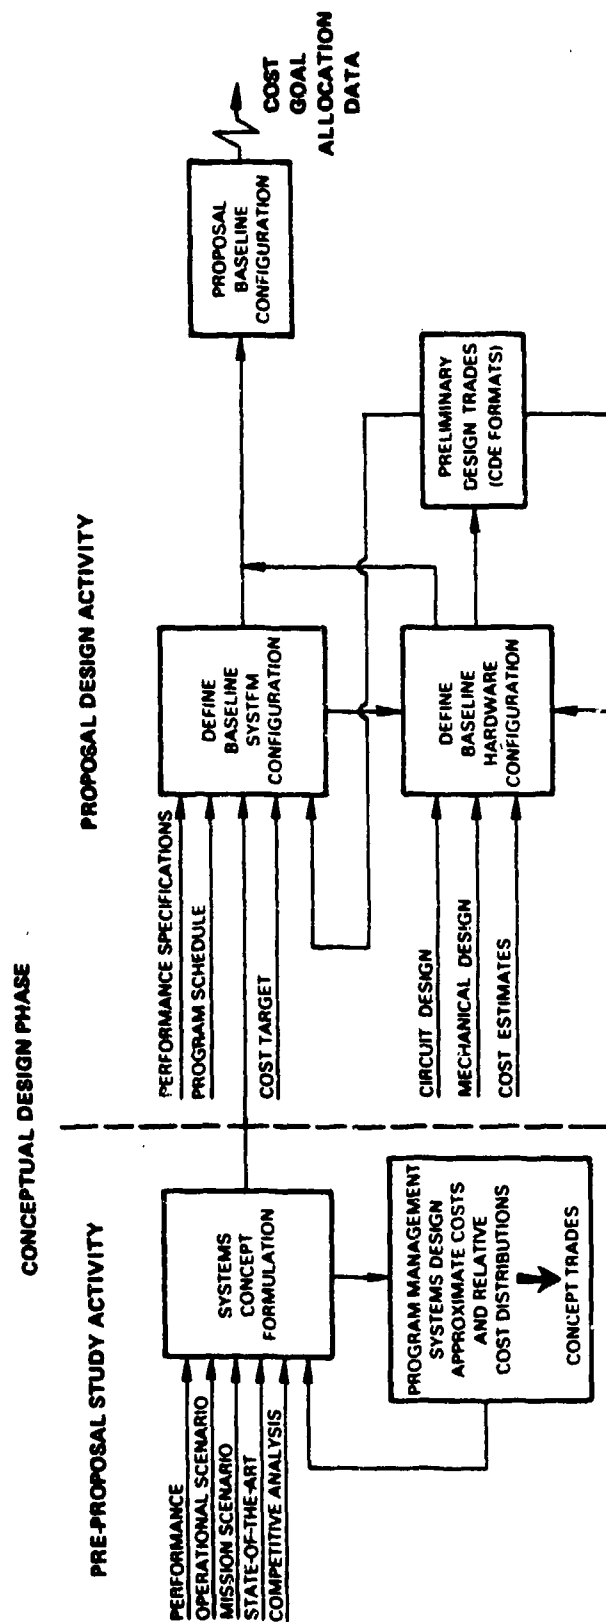 CONCEPTUAL DESIGN PHASE
PRE-PROPOSAL STUDY ACTIVITY
PROPOSAL DESIGN ACTIVITY
PERFORMANCE
OPERATIONAL SCENARIO
MISSION SCENARIO
STATE-OF-THE-ART
COMPETITIVE ANALYSIS
SYSTEMS
CONCEPT
FORMULATION
PROGRAM MANAGEMENT
SYSTEMS DESIGN
APPROXIMATE COSTS
AND RELATIVE
COST DISTRIBUTIONS
CONCEPT TRADES
PERFORMANCE SPECIFICATIONS
PROGRAM SCHEDULE
COST TARGET
DEFINE
BASELINE
SYSTEM
CONFIGURATION
CIRCUIT DESIGN
MECHANICAL DESIGN
COST ESTIMATES
DEFINE
BASELINE
HARDWARE
CONFIGURATION
PRELIMINARY
DESIGN TRADES
(CDE FORMATS)
PROPOSAL
BASELINE
CONFIGURATION
COST
GOAL
ALLOCATION
DATA